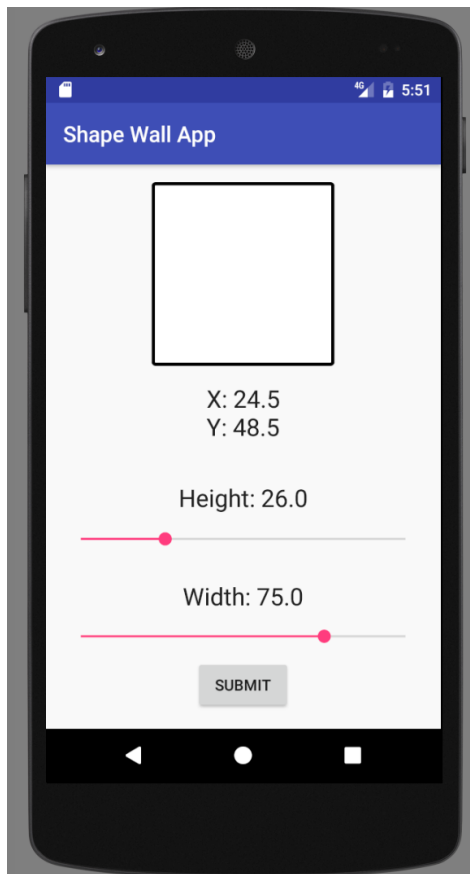 4G 5:51
Shape Wall App
X: 24.5
Y: 48.5
Height: 26.0
Width: 75.0
SUBMIT